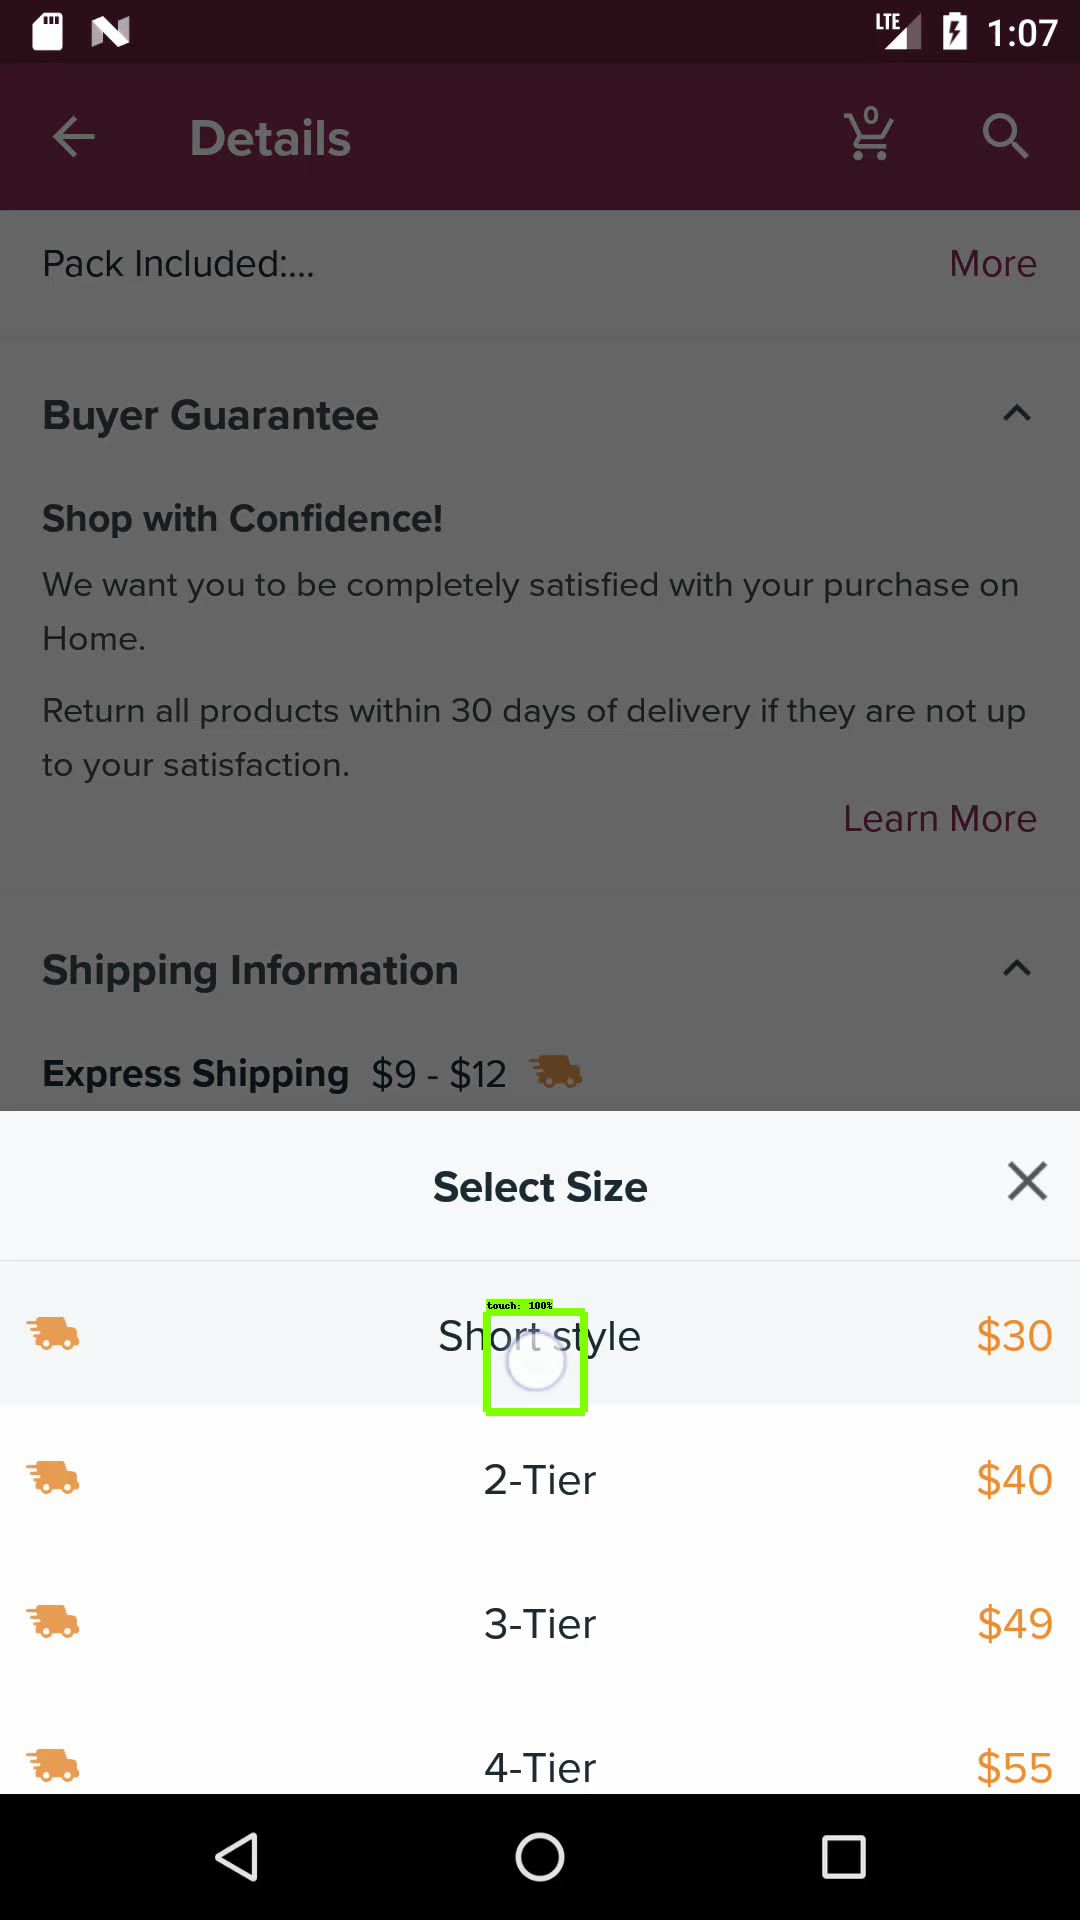 LTE 1:07
Details 0
Pack Included:... More
Buyer Guarantee
Shop with Confidence!
We want you to be completely satisfied with your purchase on
Home.
Return all products within 30 days of delivery if they are not up
to your satisfaction.
Learn More
Shipping Information
Express Shipping $9 - $12
Select Size
touch: 100%
Short style $30
2-Tier $40
3-Tier $49
4-Tier $55